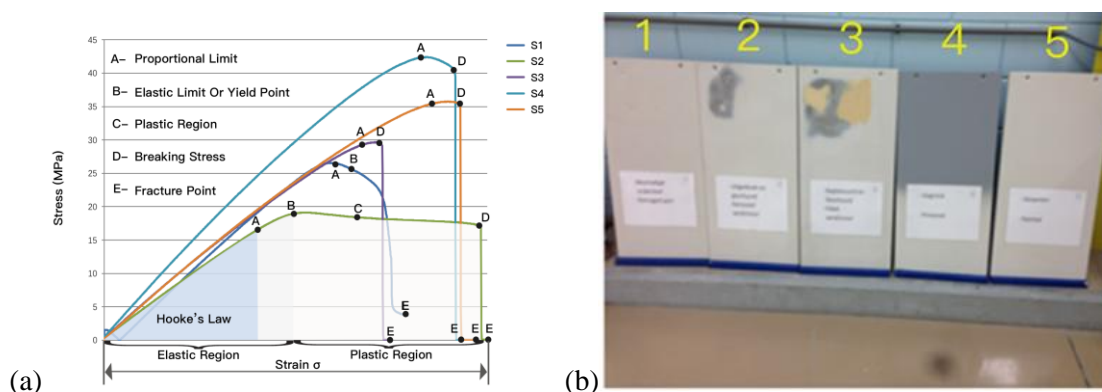 45
40
35
30
25
20
15
10
5
0
Stress (MPa)
A– Proportional Limit
B– Elastic Limit Or Yield Point
C– Plastic Region
D– Breaking Stress
E– Fracture Point
A
D
A
D
A
D
B
A
B
C
A
D
E
E
E
E
E
S1
S2
S3
S4
S5
Hooke's Law
Elastic Region
Plastic Region
Strain σ
(a)
1 2 3 4 5
(b)